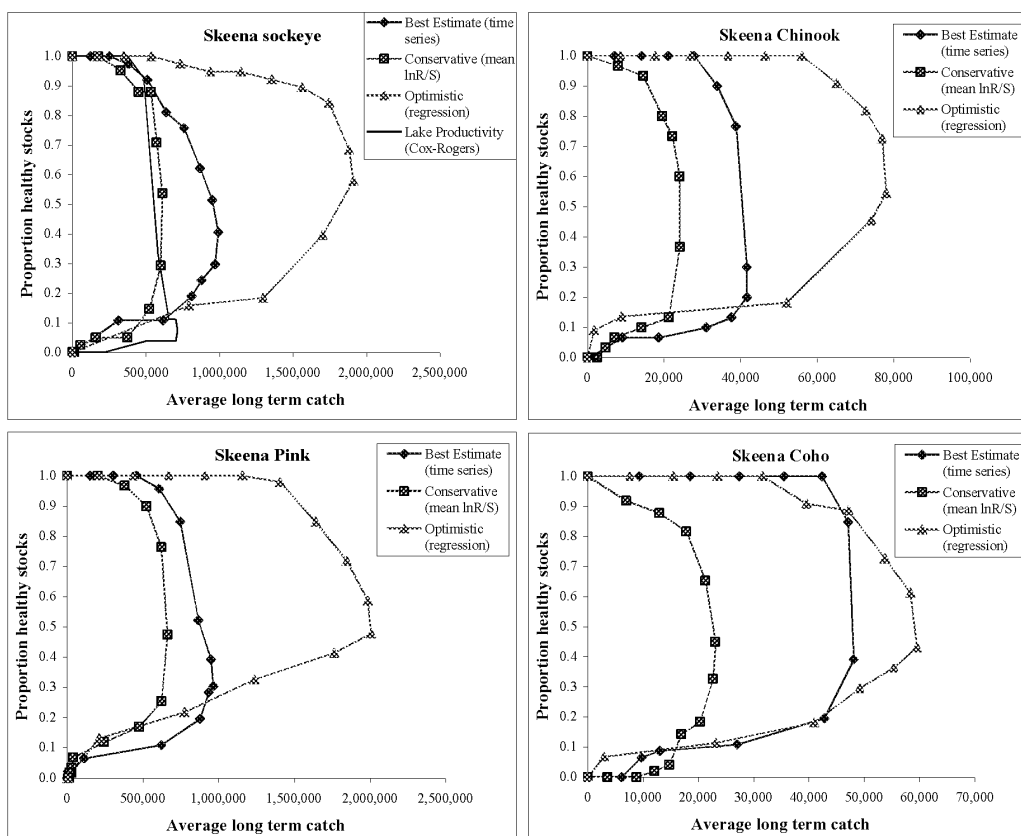 Skeena sockeye
Best Estimate (time
series)
Conservative (mean
lnR/S)
Optimistic
(regression)
Lake Productivity
(Cox-Rogers)
Proportion healthy stocks
1.0
0.9
0.8
0.7
0.6
0.5
0.4
0.3
0.2
0.1
0.0
0
500,000
1,000,000
1,500,000
2,000,000
2,500,000
Average long term catch
Skeena Chinook
Best Estimate
(time series)
Conservative
(mean lnR/S)
Optimistic
(regression)
Proportion healthy stocks
1.0
0.9
0.8
0.7
0.6
0.5
0.4
0.3
0.2
0.1
0.0
0
20,000
40,000
60,000
80,000
100,000
Average long term catch
Skeena Pink
Best Estimate
(time series)
Conservative
(mean lnR/S)
Optimistic
(regression)
Proportion healthy stocks
1.0
0.9
0.8
0.7
0.6
0.5
0.4
0.3
0.2
0.1
0.0
0
500,000
1,000,000
1,500,000
2,000,000
2,500,000
Average long term catch
Skeena Coho
Best Estimate
(time series)
Conservative
(mean lnR/S)
Optimistic
(regression)
Proportion healthy stocks
1.0
0.9
0.8
0.7
0.6
0.5
0.4
0.3
0.2
0.1
0.0
0
10,000
20,000
30,000
40,000
50,000
60,000
70,000
Average long term catch